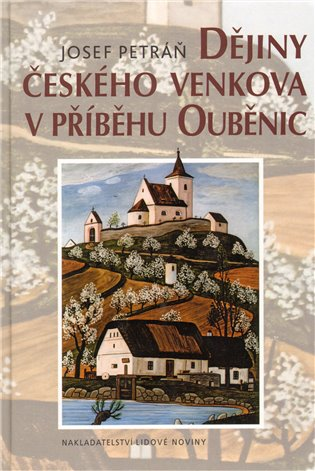 JOSEF PETRÁŇ DĚJINY
ČESKÉHO VENKOVA
V PŘÍBĚHU OUBĚNIC
NAKLADATELSTVÍ LIDOVÉ NOVINY